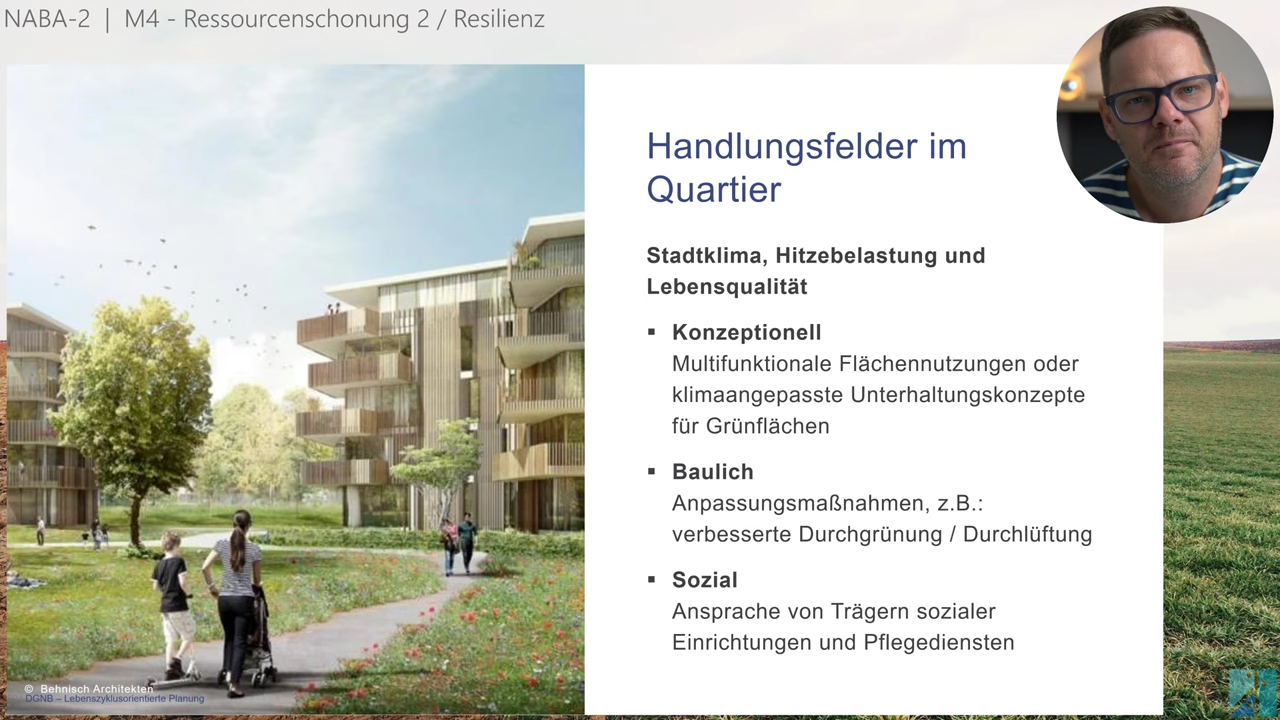 NABA-2 | M4 - Ressourcenschonung 2 / Resilienz
Handlungsfelder im
Quartier
Stadtklima, Hitzebelastung und
Lebensqualität
▪ Konzeptionell
Multifunktionale Flächennutzungen oder
klimaangepasste Unterhaltungskonzepte
für Grünflächen
▪ Baulich
Anpassungsmaßnahmen, z.B.:
verbesserte Durchgrünung / Durchlüftung
▪ Sozial
Ansprache von Trägern sozialer
Einrichtungen und Pflegediensten
© Behnisch Architekten
DGNB – Lebenszyklusorientierte Planung